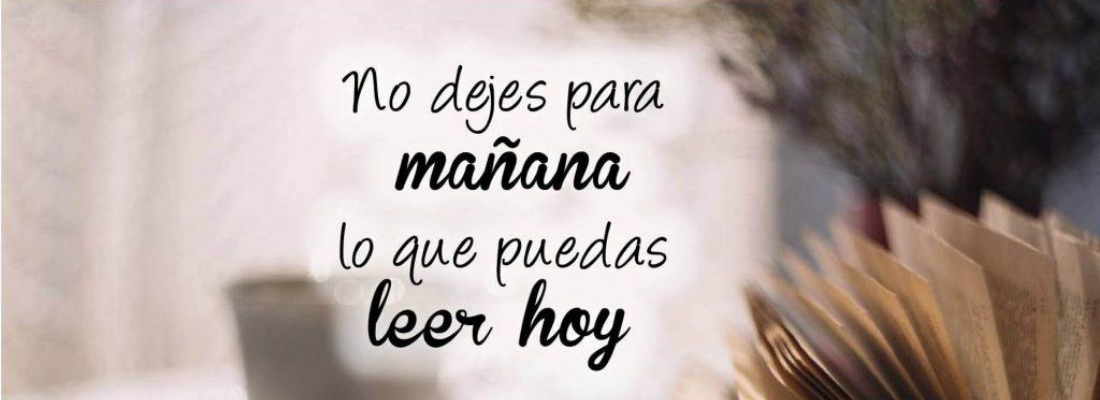 No dejes para
mañana
lo que puedas
leer hoy